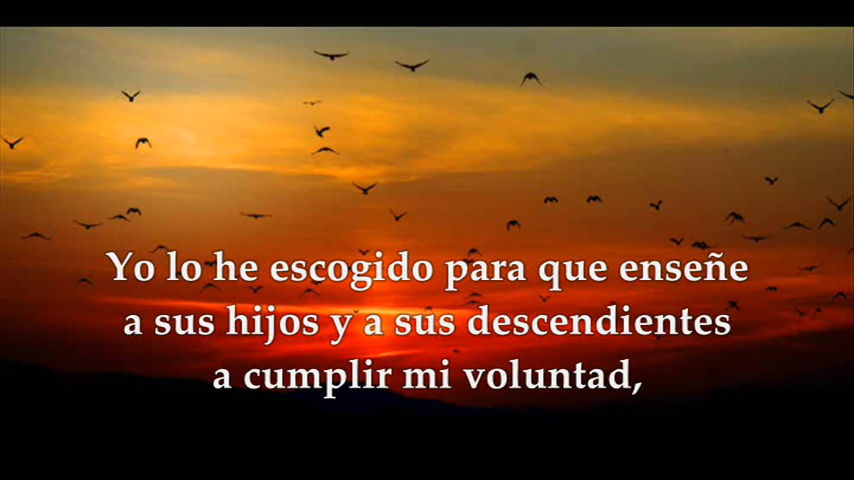 Yo lo he escogido para que enseñe
a sus hijos y a sus descendientes
a cumplir mi voluntad,